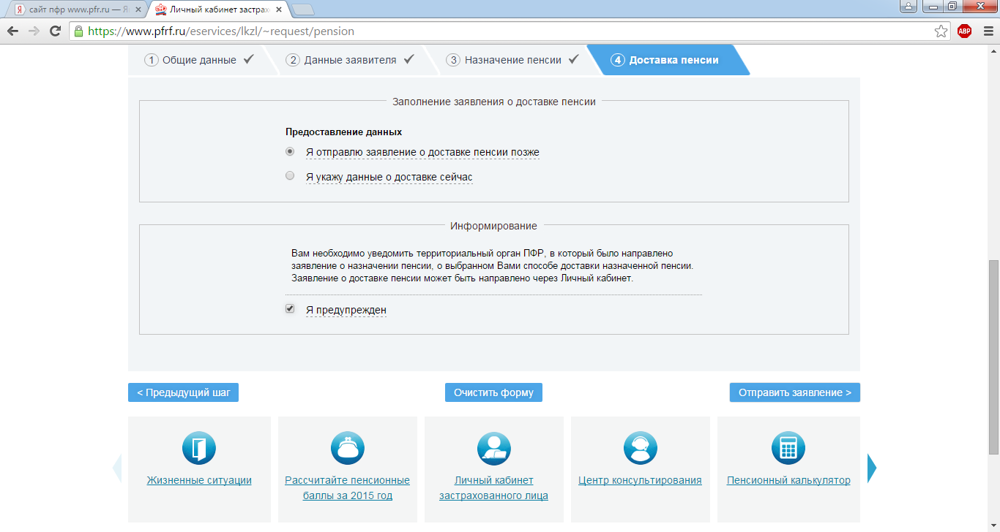 сайт пфр www.pfr.ru — Я
Личный кабинет застрахо
https://www.pfrf.ru/eservices/lkzl/~request/pension
ABP
1 Общие данные
2 Данные заявителя
3 Назначение пенсии
4 Доставка пенсии
Заполнение заявления о доставке пенсии
Предоставление данных
Я отправлю заявление о доставке пенсии позже
Я укажу данные о доставке сейчас
Информирование
Вам необходимо уведомить территориальный орган ПФР, в который было направлено
заявление о назначении пенсии, о выбранном Вами способе доставки назначенной пенсии.
Заявление о доставке пенсии может быть направлено через Личный кабинет.
Я предупрежден
< Предыдущий шаг
Очистить форму
Отправить заявление >
Жизненные ситуации
Рассчитайте пенсионные
баллы за 2015 год
Личный кабинет
застрахованного лица
Центр консультирования
Пенсионный калькулятор